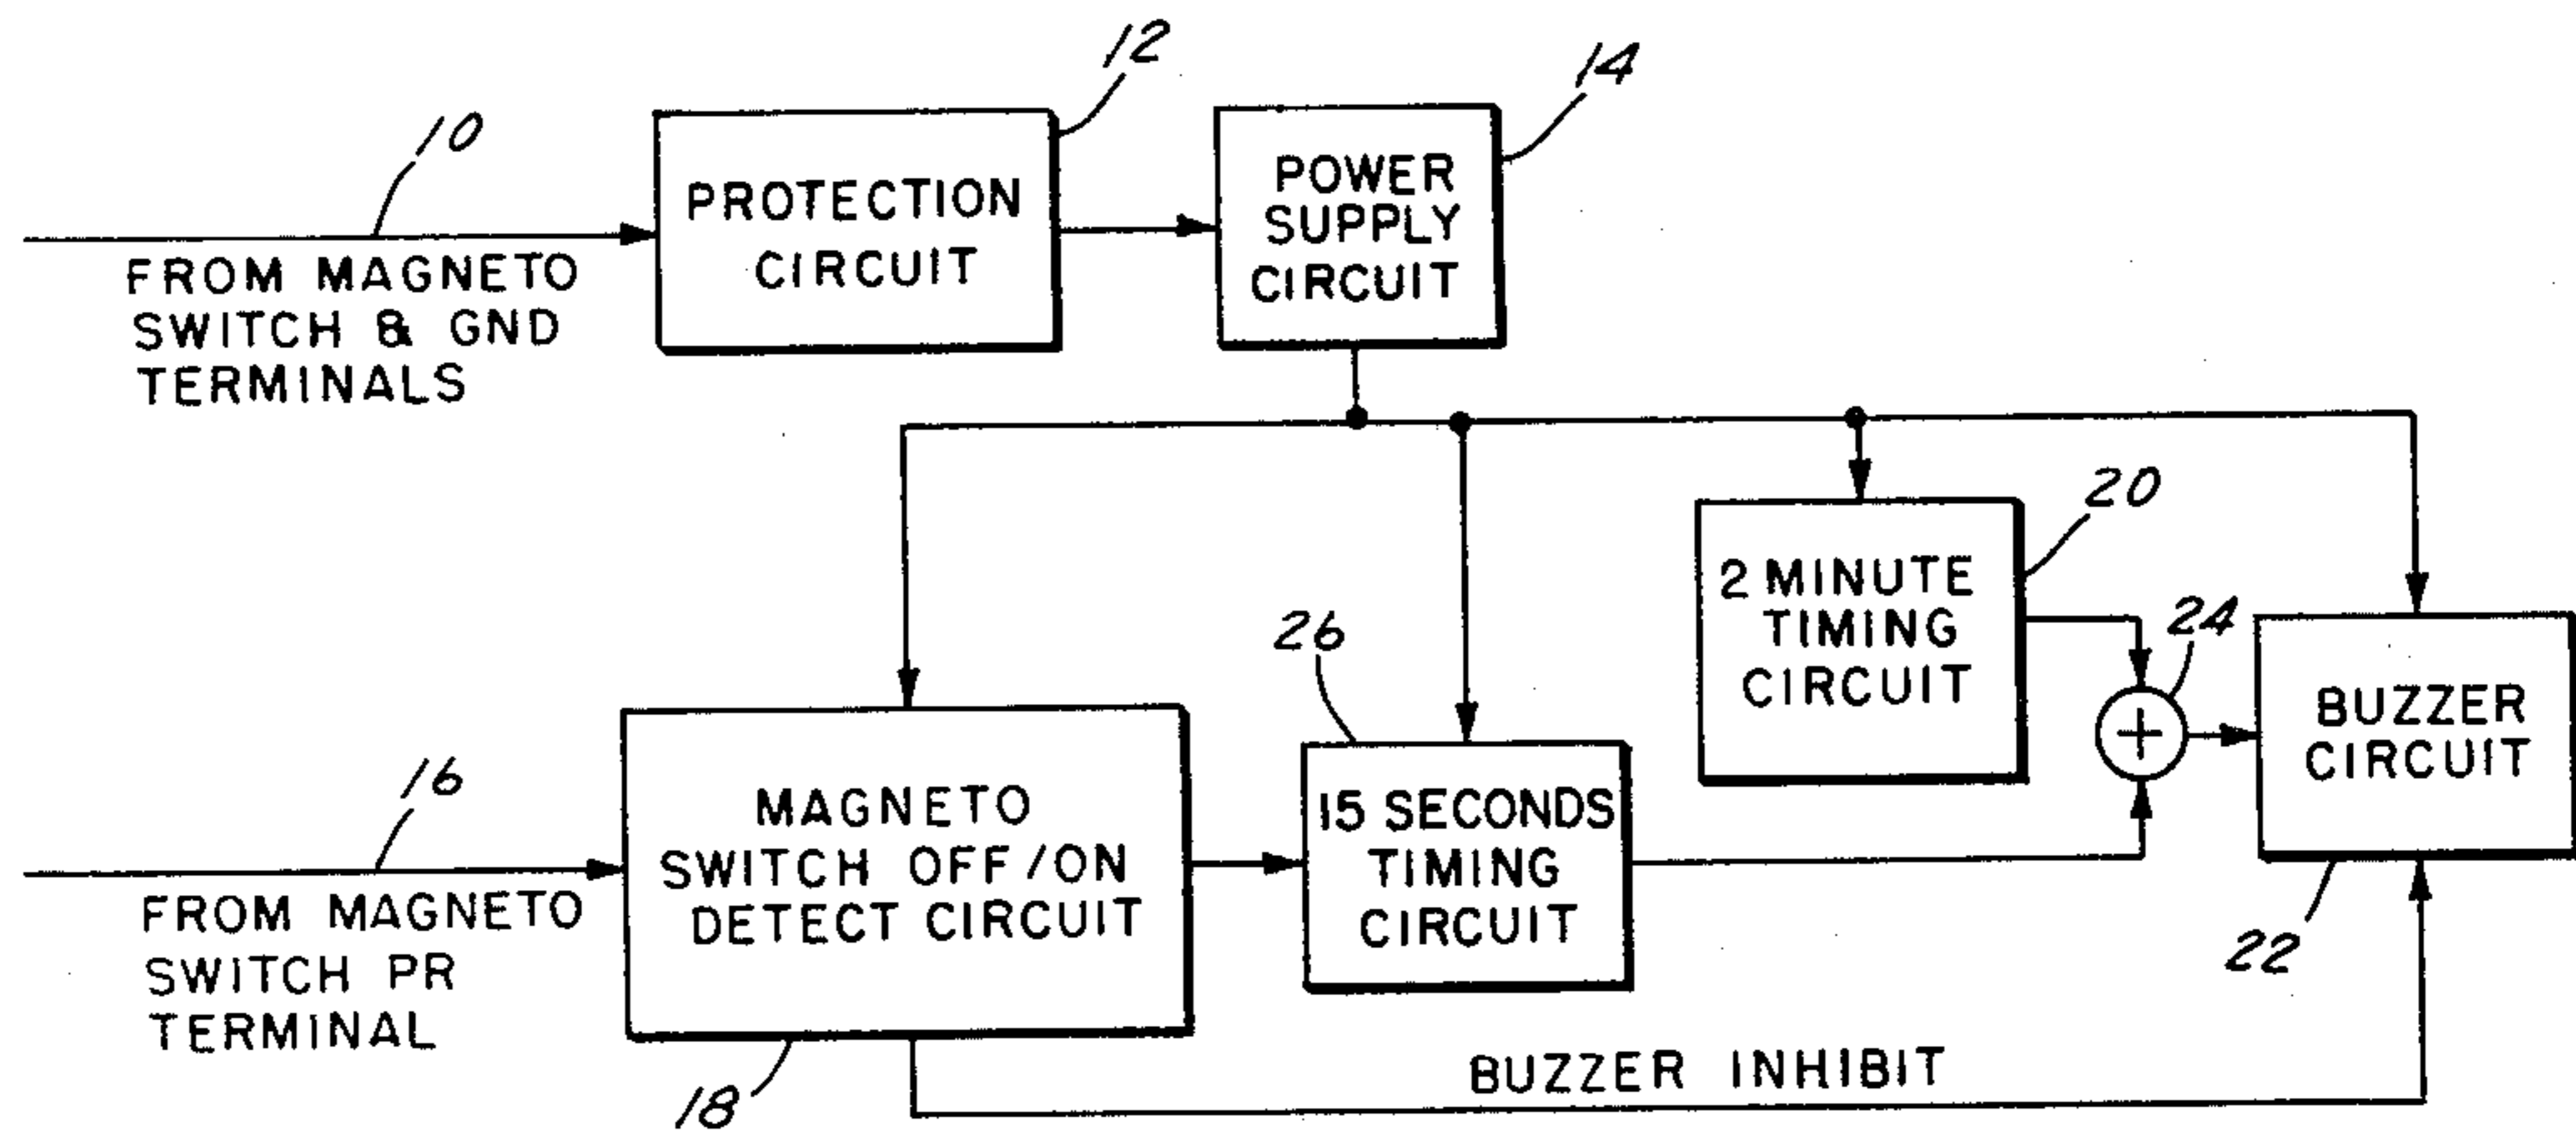 12
14
10
PROTECTION
CIRCUIT
POWER
SUPPLY
CIRCUIT
FROM MAGNETO
SWITCH & GND
TERMINALS
20
2 MINUTE
TIMING
CIRCUIT
24
26
BUZZER
CIRCUIT
16
MAGNETO
SWITCH OFF/ON
DETECT CIRCUIT
15 SECONDS
TIMING
CIRCUIT
FROM MAGNETO
SWITCH PR
TERMINAL
22
BUZZER INHIBIT
18